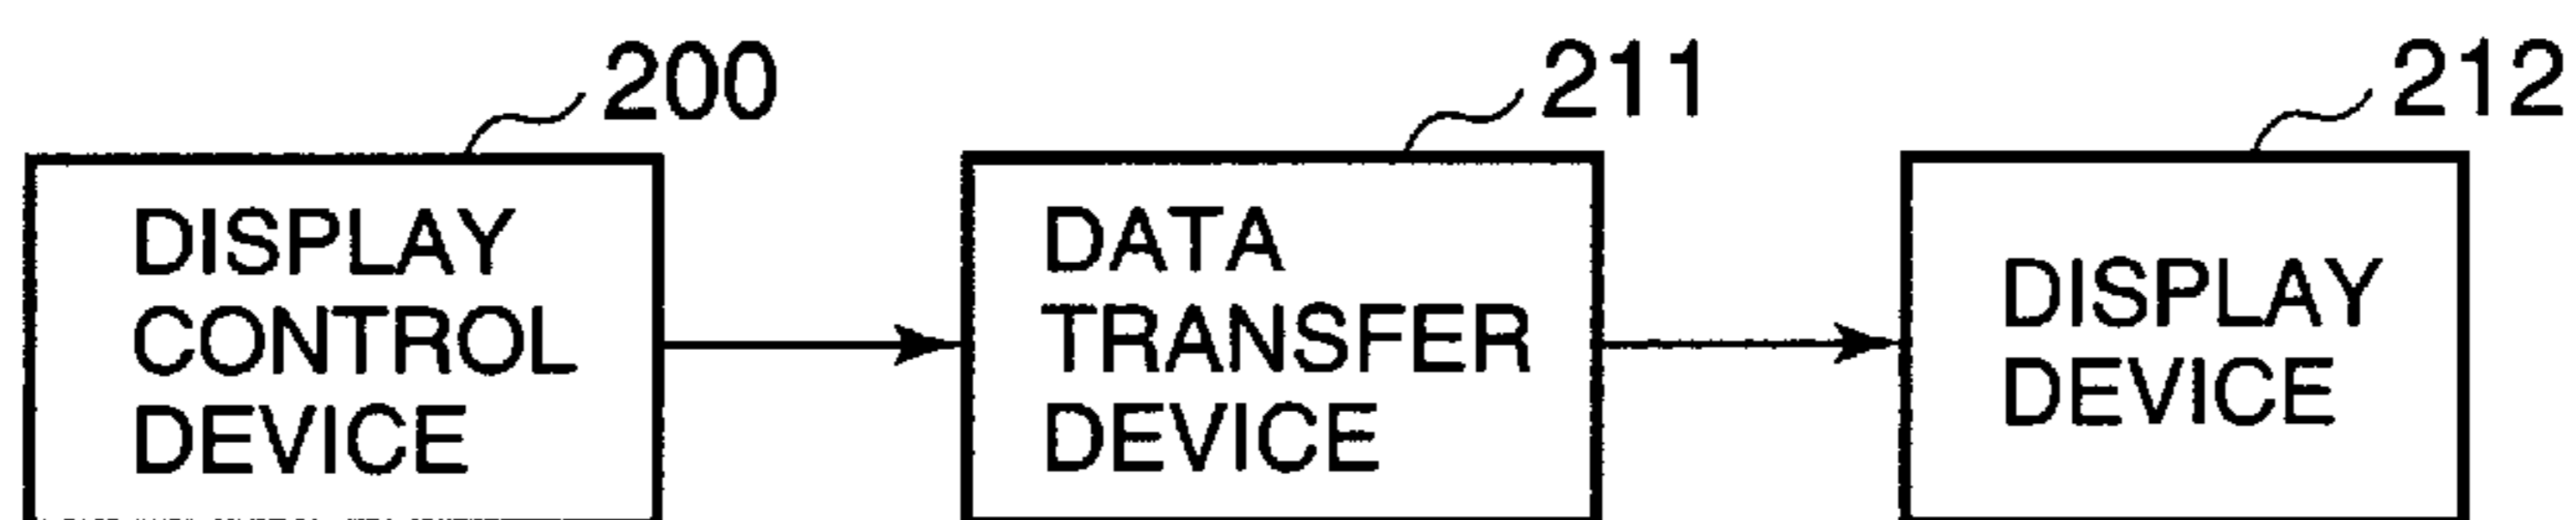 200
211
212
DISPLAY
CONTROL
DEVICE
DATA
TRANSFER
DEVICE
DISPLAY
DEVICE